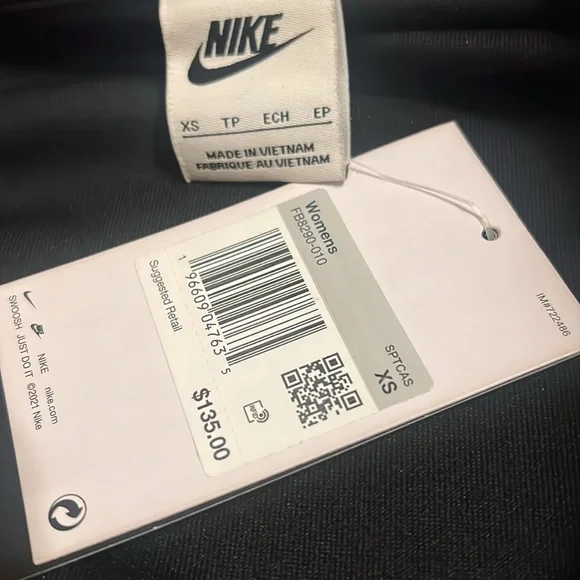 NIKE
XS TP ECH EP
MADE IN VIETNAM
FABRIQUE AU VIETNAM
Womens
FB8290-010
SPTCAS
XS
1 96609 04763 5
Suggested Retail
$135.00
RFID
IM#722486
NIKE nike.com
SWOOSH JUST DO IT ©2021 Nike